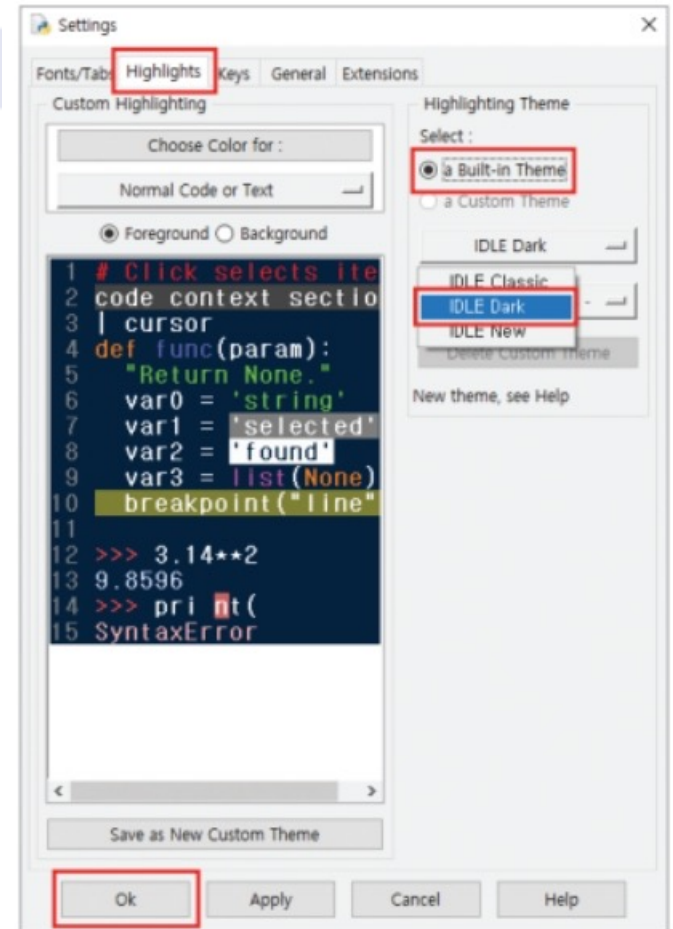 Settings
Fonts/Tabs Highlights Keys General Extensions
Custom Highlighting
Choose Color for :
Normal Code or Text
Foreground Background
1 # Click selects ite
2 code context sectio
3 | cursor
4 def func(param):
5 "Return None."
6 var0 = 'string'
7 var1 = 'selected'
8 var2 = 'found'
9 var3 = list(None)
10 breakpoint("line"
11
12 >>> 3.14**2
13 9.8596
14 >>> pri nt(
15 SyntaxError
Save as New Custom Theme
Highlighting Theme
Select :
a Built-in Theme
a Custom Theme
IDLE Dark
IDLE Classic
IDLE Dark
-
IDLE New
Delete Custom Theme
New theme, see Help
Ok Apply Cancel Help